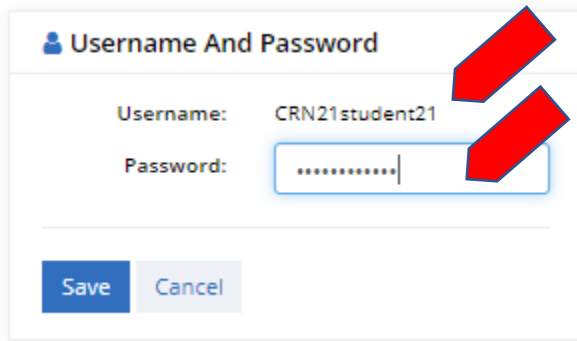 Username And Password
Username: CRN21student21
Password: ••••••••••••
Save Cancel